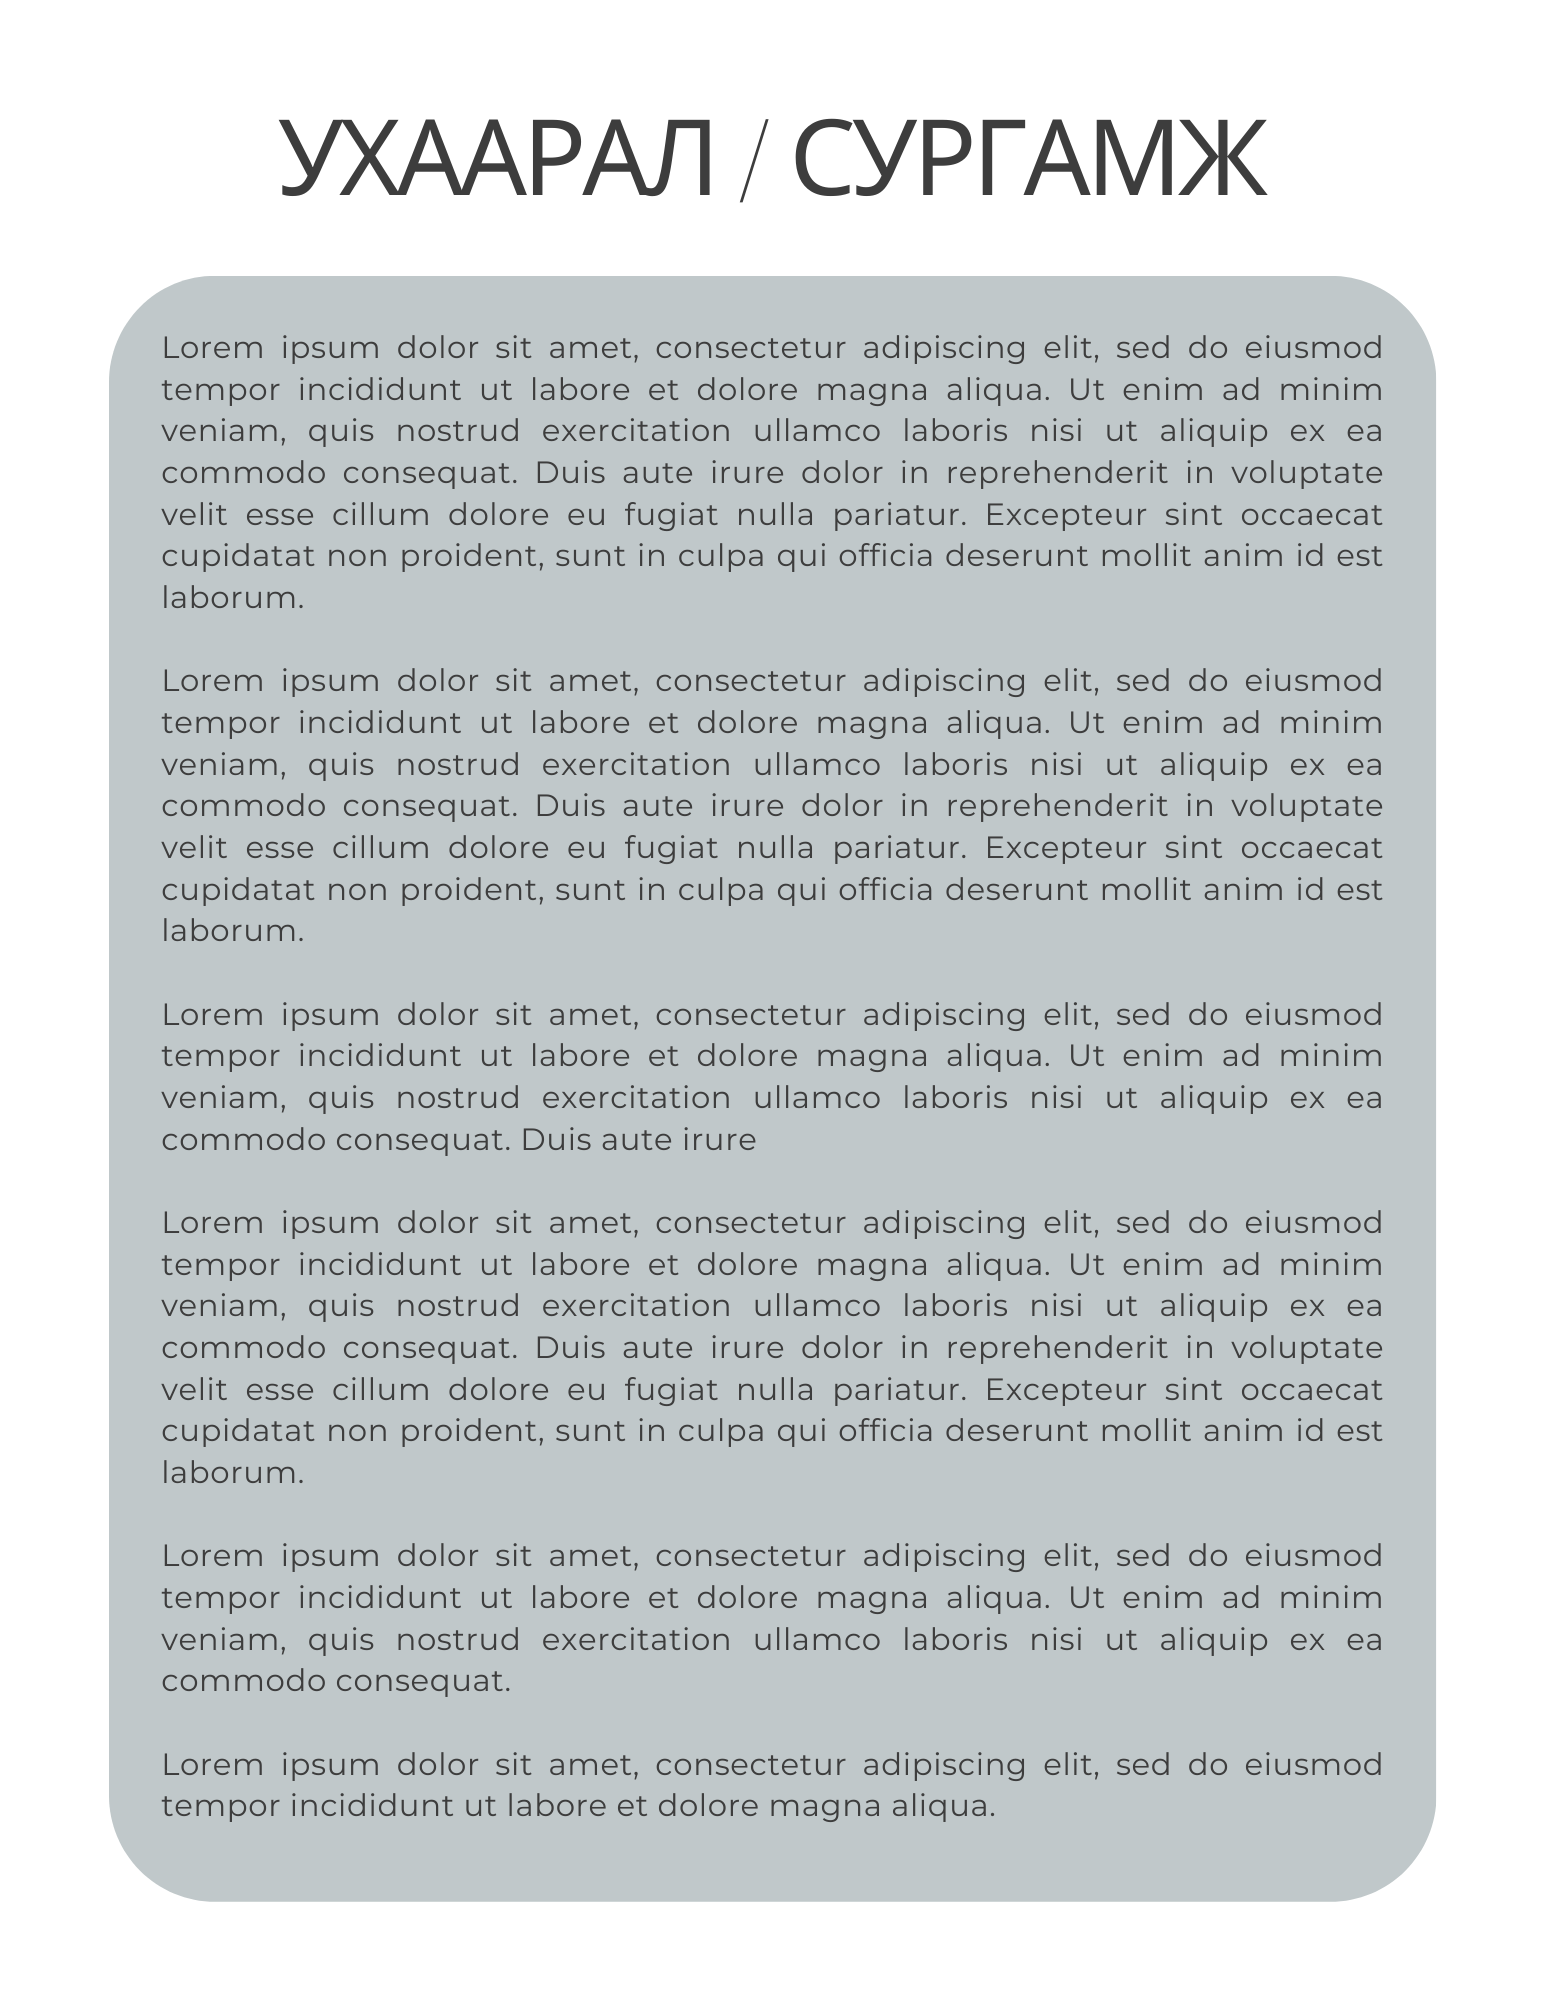 УХААРАЛ / СУРГАМЖ
Lorem ipsum dolor sit amet, consectetur adipiscing elit, sed do eiusmod
tempor incididunt ut labore et dolore magna aliqua. Ut enim ad minim
veniam, quis nostrud exercitation ullamco laboris nisi ut aliquip ex ea
commodo consequat. Duis aute irure dolor in reprehenderit in voluptate
velit esse cillum dolore eu fugiat nulla pariatur. Excepteur sint occaecat
cupidatat non proident, sunt in culpa qui officia deserunt mollit anim id est
laborum.
Lorem ipsum dolor sit amet, consectetur adipiscing elit, sed do eiusmod
tempor incididunt ut labore et dolore magna aliqua. Ut enim ad minim
veniam, quis nostrud exercitation ullamco laboris nisi ut aliquip ex ea
commodo consequat. Duis aute irure dolor in reprehenderit in voluptate
velit esse cillum dolore eu fugiat nulla pariatur. Excepteur sint occaecat
cupidatat non proident, sunt in culpa qui officia deserunt mollit anim id est
laborum.
Lorem ipsum dolor sit amet, consectetur adipiscing elit, sed do eiusmod
tempor incididunt ut labore et dolore magna aliqua. Ut enim ad minim
veniam, quis nostrud exercitation ullamco laboris nisi ut aliquip ex ea
commodo consequat. Duis aute irure
Lorem ipsum dolor sit amet, consectetur adipiscing elit, sed do eiusmod
tempor incididunt ut labore et dolore magna aliqua. Ut enim ad minim
veniam, quis nostrud exercitation ullamco laboris nisi ut aliquip ex ea
commodo consequat. Duis aute irure dolor in reprehenderit in voluptate
velit esse cillum dolore eu fugiat nulla pariatur. Excepteur sint occaecat
cupidatat non proident, sunt in culpa qui officia deserunt mollit anim id est
laborum.
Lorem ipsum dolor sit amet, consectetur adipiscing elit, sed do eiusmod
tempor incididunt ut labore et dolore magna aliqua. Ut enim ad minim
veniam, quis nostrud exercitation ullamco laboris nisi ut aliquip ex ea
commodo consequat.
Lorem ipsum dolor sit amet, consectetur adipiscing elit, sed do eiusmod
tempor incididunt ut labore et dolore magna aliqua.